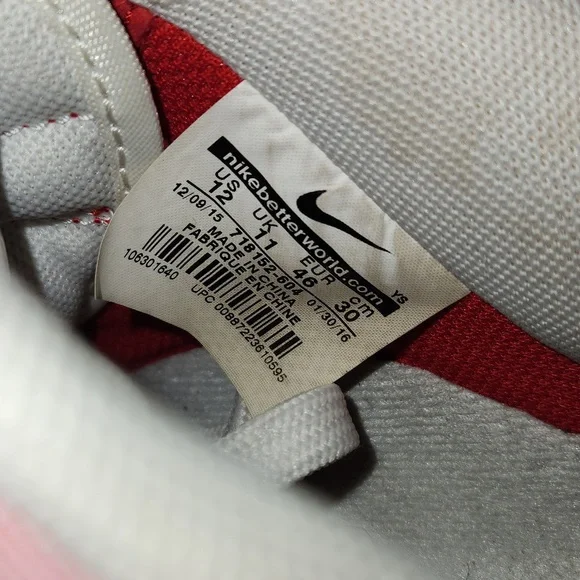 nikebetterworld.com
US UK EUR cm
12 11 46 30
12/09/15 718152-604 01/30/16
MADE IN CHINA
FABRIQUE EN CHINE
106301640
UPC 00887223610595
YS